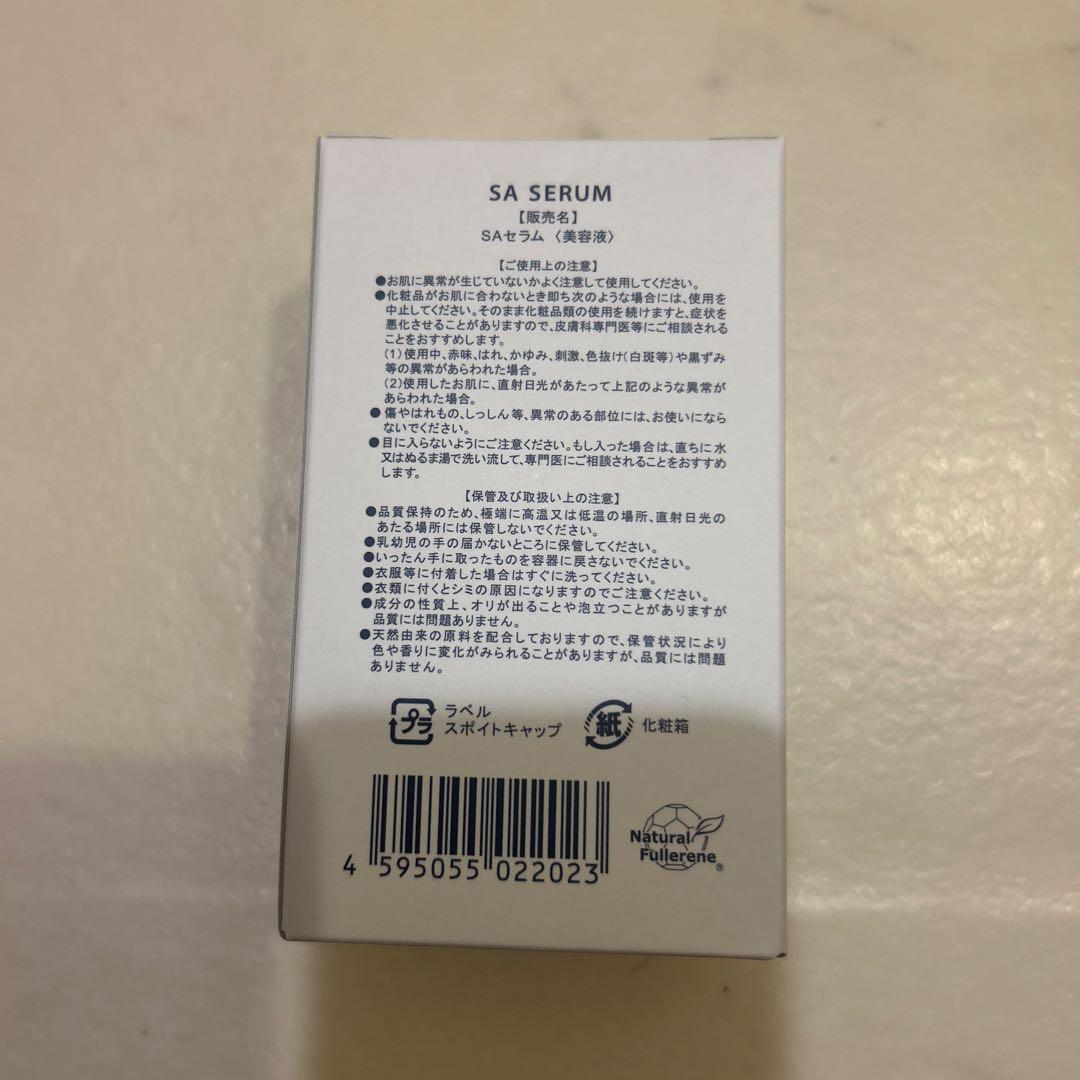 SA SERUM
【販売名】
SAセラム〈美容液〉
【ご使用上の注意】
●お肌に異常が生じていないかよく注意して使用してください。
●化粧品がお肌に合わないとき即ち次のような場合には、使用を
中止してください。そのまま化粧品類の使用を続けますと、症状を
悪化させることがありますので、皮膚科専門医等にご相談される
ことをおすすめします。
(1)使用中、赤味、はれ、かゆみ、刺激、色抜け(白斑等)や黒ずみ
等の異常があらわれた場合。
(2)使用したお肌に、直射日光があたって上記のような異常が
あらわれた場合。
●傷やはれもの、しっしん等、異常のある部位には、お使いになら
ないでください。
●目に入らないようにご注意ください。もし入った場合は、直ちに水
又はぬるま湯で洗い流して、専門医にご相談されることをおすすめ
します。
【保管及び取扱い上の注意】
●品質保持のため、極端に高温又は低温の場所、直射日光の
あたる場所には保管しないでください。
●乳幼児の手の届かないところに保管してください。
●いったん手に取ったものを容器に戻さないでください。
●衣服等に付着した場合はすぐに洗ってください。
●衣類に付くとシミの原因になりますのでご注意ください。
●成分の性質上、オリが出ることや泡立つことがありますが
品質には問題ありません。
●天然由来の原料を配合しておりますので、保管状況により
色や香りに変化がみられることがありますが、品質には問題
ありません。
プラ ラベル
スポイトキャップ
紙 化粧箱
4 595055 022023
Natural
Fullerene®